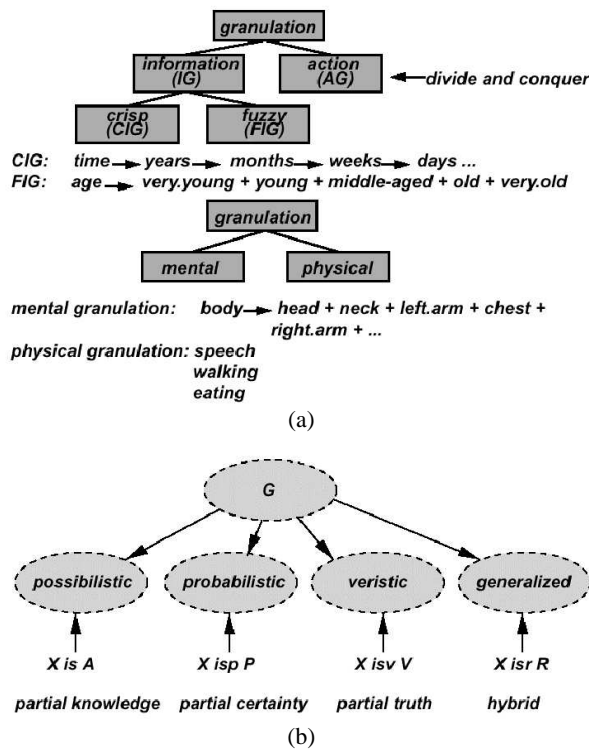 granulation
information
(IG)
action
(AG)
divide and conquer
crisp
(CIG)
fuzzy
(FIG)
CIG: time years months weeks days ...
FIG: age very.young + young + middle-aged + old + very.old
granulation
mental
physical
mental granulation: body head + neck + left.arm + chest +
right.arm + ...
physical granulation: speech
walking
eating
(a)
G
possibilistic probabilistic veristic generalized
X is A X isp P X isv V X isr R
partial knowledge partial certainty partial truth hybrid
(b)